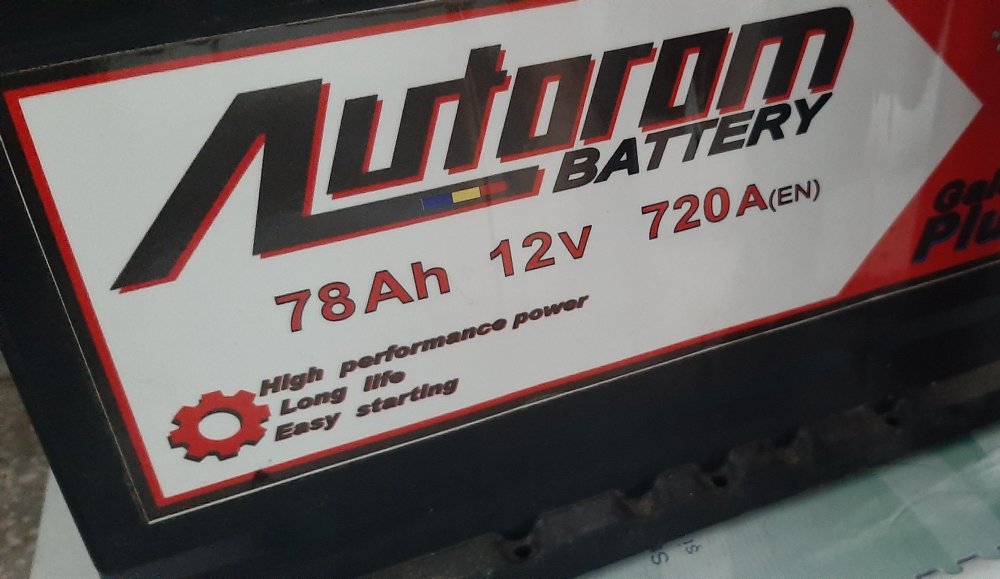 Autorom
BATTERY
78Ah 12V 720A(EN)
High performance power
Long life
Easy starting